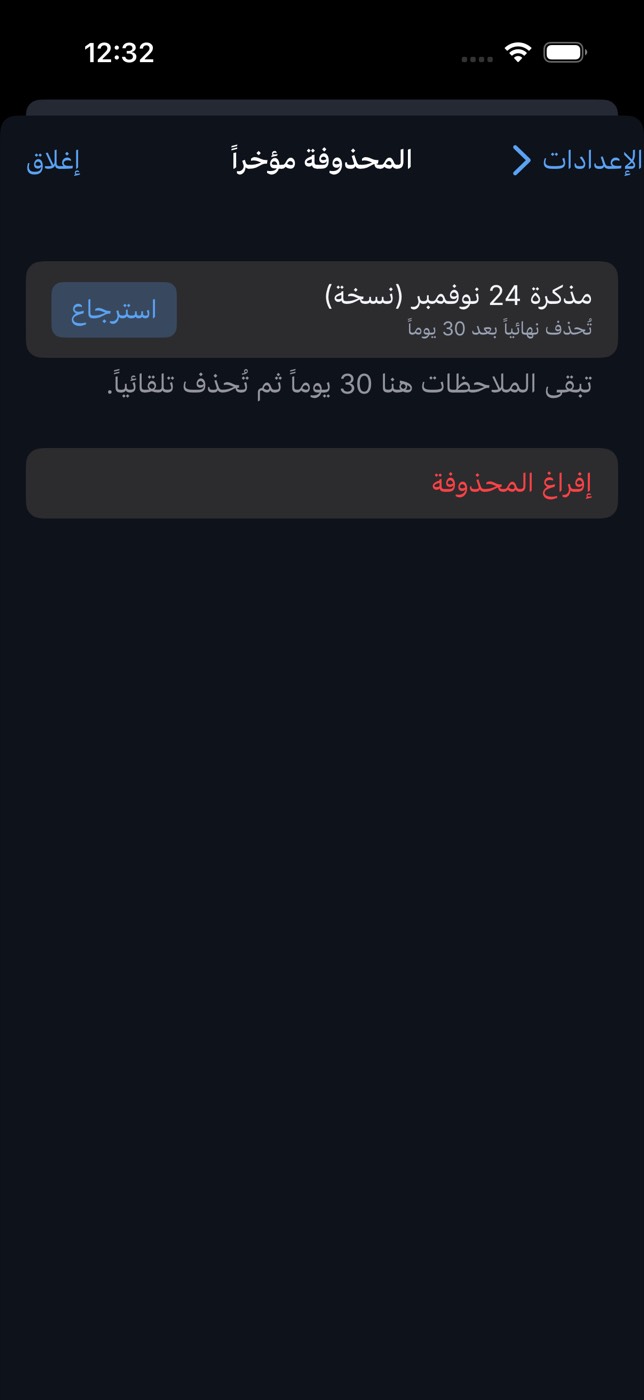 12:32
الإعدادات
المحذوفة مؤخراً
إغلاق
مذكرة 24 نوفمبر (نسخة)
تُحذف نهائياً بعد 30 يوماً
استرجاع
تبقى الملاحظات هنا 30 يوماً ثم تُحذف تلقائياً.
إفراغ المحذوفة